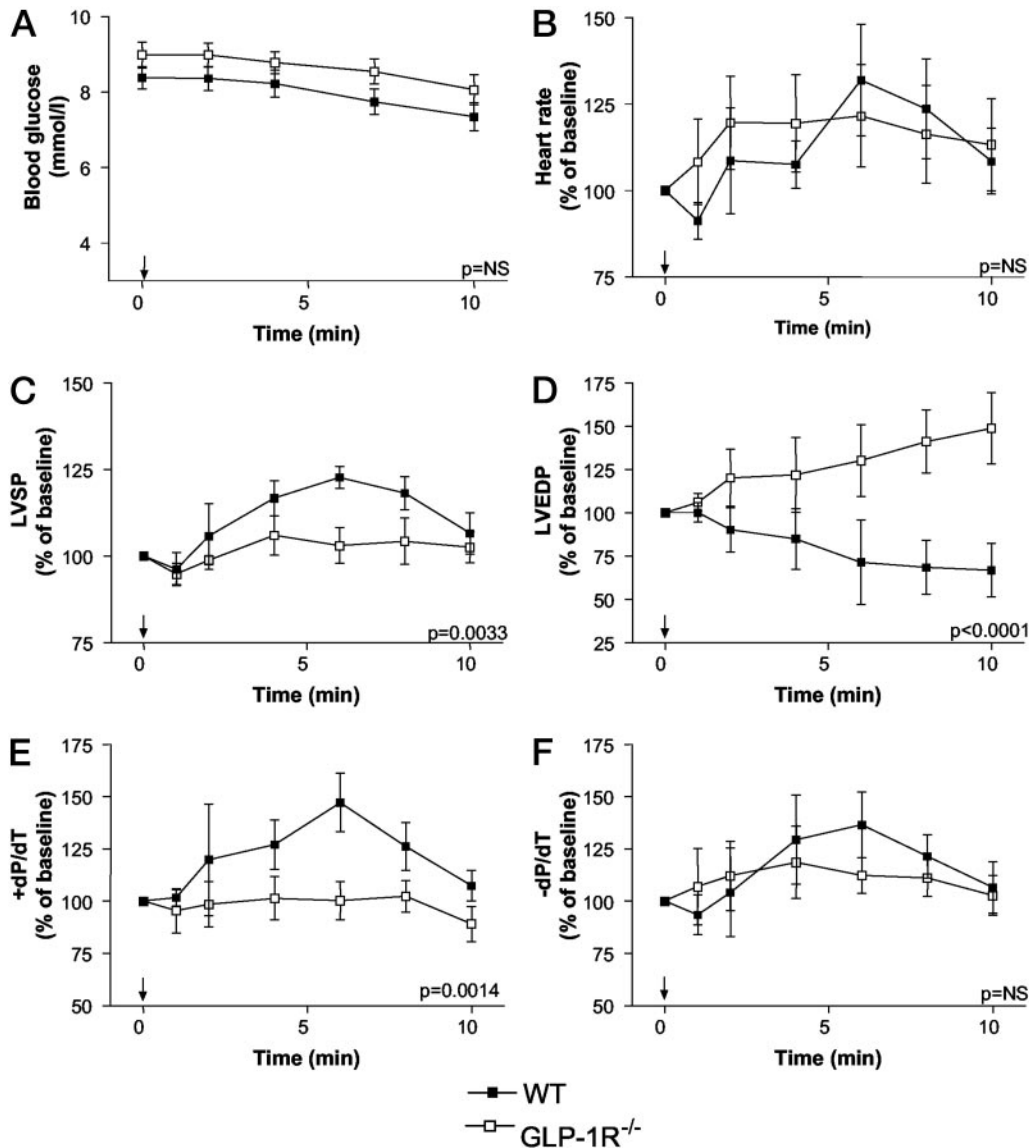 A
Blood glucose
(mmol/l)
10
8
6
4
0
5
10
p=NS
Time (min)
B
Heart rate
(% of baseline)
150
125
100
75
0
5
10
p=NS
Time (min)
C
LVSP
(% of baseline)
150
125
100
75
0
5
10
p=0.0033
Time (min)
D
LVEDP
(% of baseline)
175
150
125
100
75
50
25
0
5
10
p<0.0001
Time (min)
E
+dP/dT
(% of baseline)
175
150
125
100
75
50
0
5
10
p=0.0014
Time (min)
F
-dP/dT
(% of baseline)
175
150
125
100
75
50
0
5
10
p=NS
Time (min)
WT
GLP-1R-/-